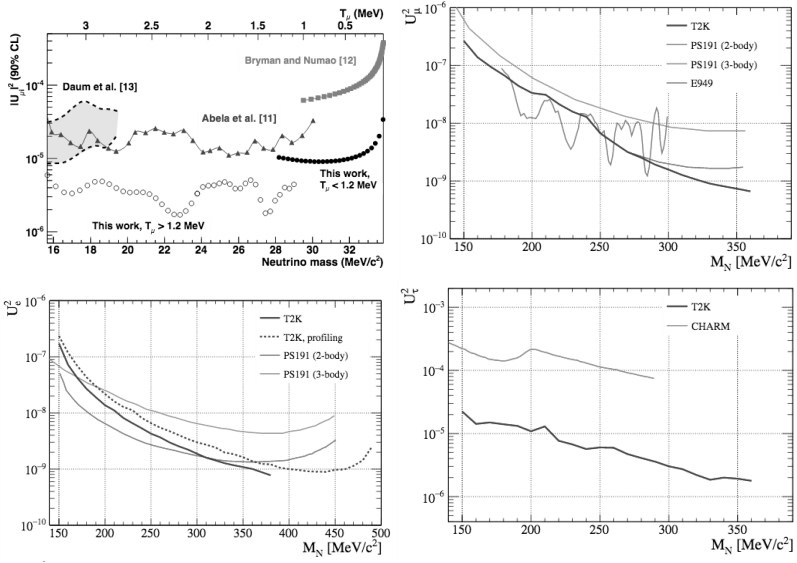 T_μ (MeV)
3 2 1 0.5
|U_μi|² (90% CL)
Bryman and Numao [12]
10⁻⁴
Daum et al. [13]
Abela et al. [11]
10⁻⁵
This work,
T_μ < 1.2 MeV
This work, T_μ > 1.2 MeV
10⁻⁶
16 18 20 22 24 26 28 30 32
Neutrino mass (MeV/c²)
U²_μ
10⁻⁶
T2K
PS191 (2-body)
PS191 (3-body)
E949
10⁻⁷
10⁻⁸
10⁻⁹
10⁻¹⁰
150 200 250 300 350
M_N [MeV/c²]
U²_e
10⁻⁶
T2K
T2K, profiling
PS191 (2-body)
PS191 (3-body)
10⁻⁷
10⁻⁸
10⁻⁹
10⁻¹⁰
150 200 250 300 350 400 450 500
M_N [MeV/c²]
U²_τ
10⁻³
T2K
CHARM
10⁻⁴
10⁻⁵
10⁻⁶
150 200 250 300 350
M_N [MeV/c²]